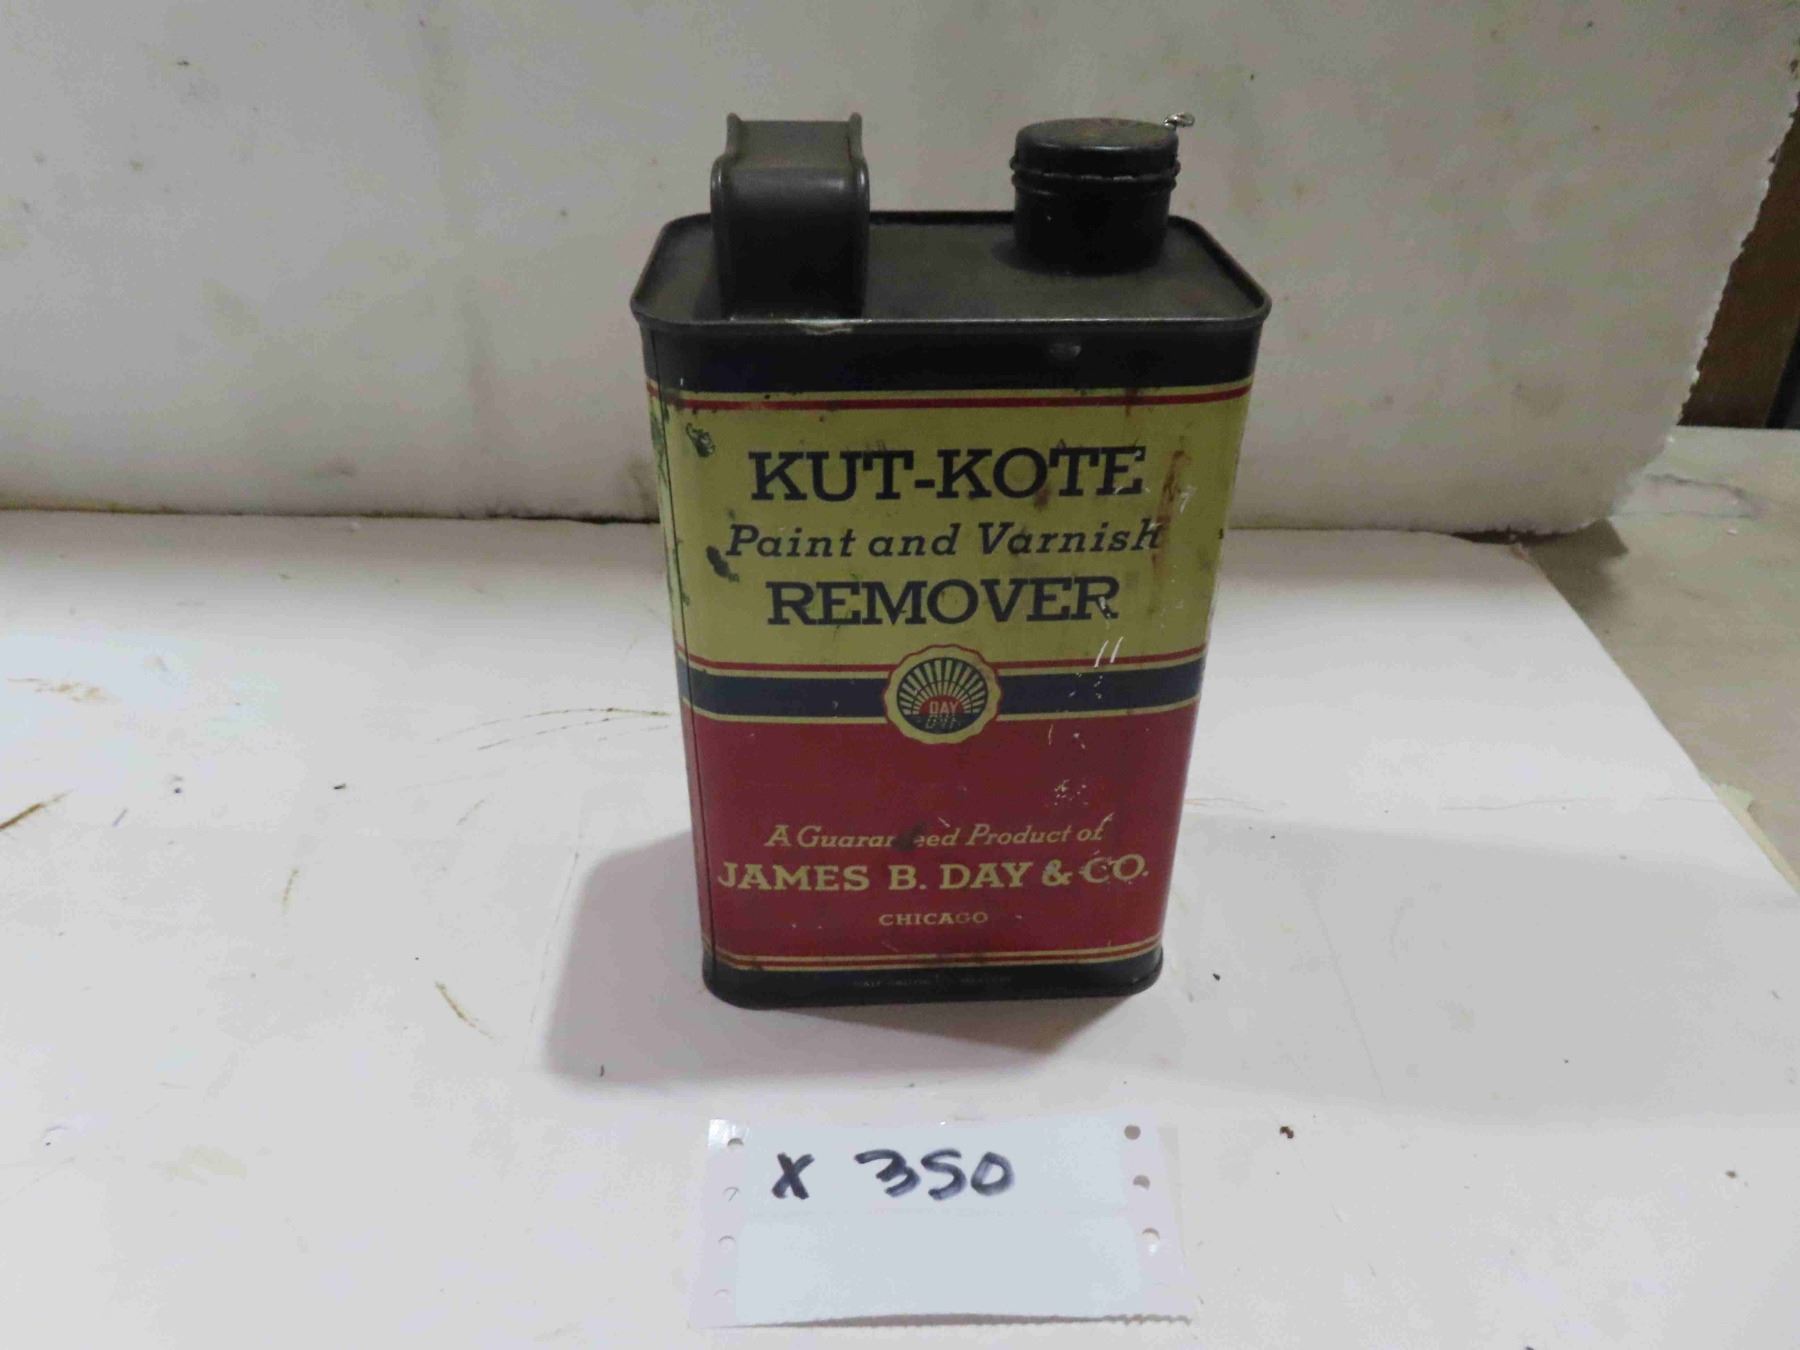 KUT-KOTE
Paint and Varnish
REMOVER
DAY
A Guaranteed Product of
JAMES B. DAY & CO.
CHICAGO
X 350